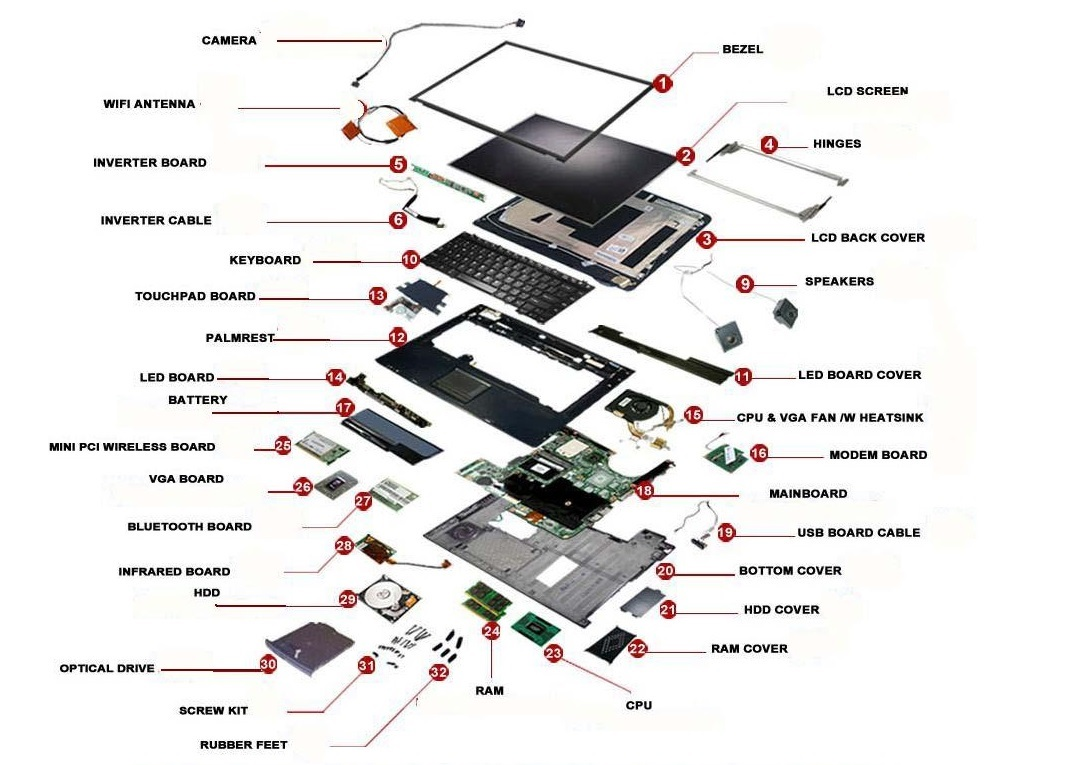 CAMERA
BEZEL
1
LCD SCREEN
WIFI ANTENNA
2
4 HINGES
INVERTER BOARD 5
INVERTER CABLE 6
3 LCD BACK COVER
KEYBOARD 10
9 SPEAKERS
TOUCHPAD BOARD 13
PALMREST 12
LED BOARD 14
11 LED BOARD COVER
BATTERY 17
15 CPU & VGA FAN /W HEATSINK
MINI PCI WIRELESS BOARD 25
16 MODEM BOARD
VGA BOARD 26
18 MAINBOARD
BLUETOOTH BOARD 27
19 USB BOARD CABLE
INFRARED BOARD 28
20 BOTTOM COVER
HDD 29
21 HDD COVER
24
RAM
23
CPU
22 RAM COVER
OPTICAL DRIVE 30
31
SCREW KIT
32
RUBBER FEET